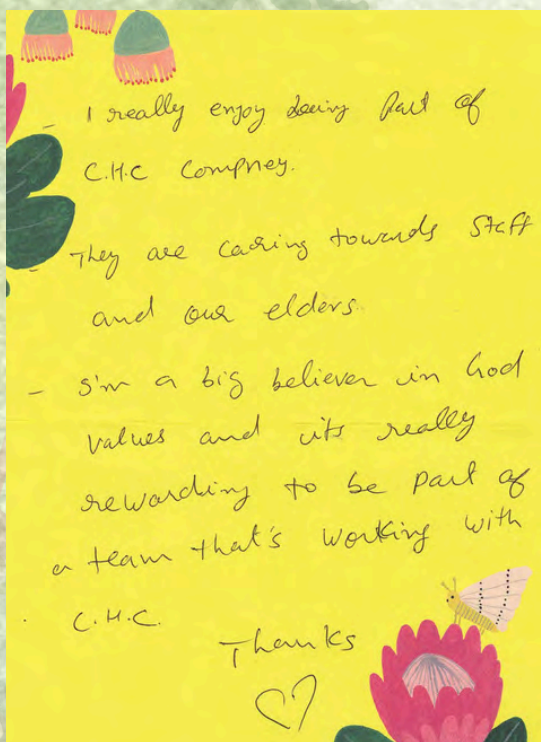 - I really enjoy being part of
C.H.C Compney.
- They are caring towards staff
and our elders.
- I'm a big believer in God
values and its really
rewarding to be part of
a team that's working with
C.H.C.
Thanks